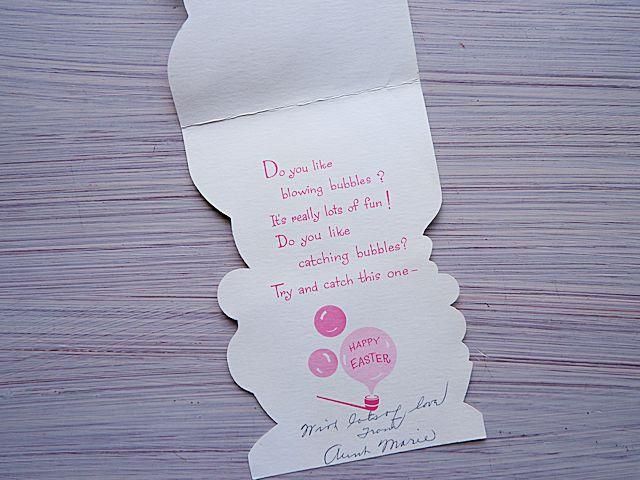 Do you like
blowing bubbles?
It's really lots of fun!
Do you like
catching bubbles?
Try and catch this one—
HAPPY
EASTER
With lots of love
From
Aunt Marie